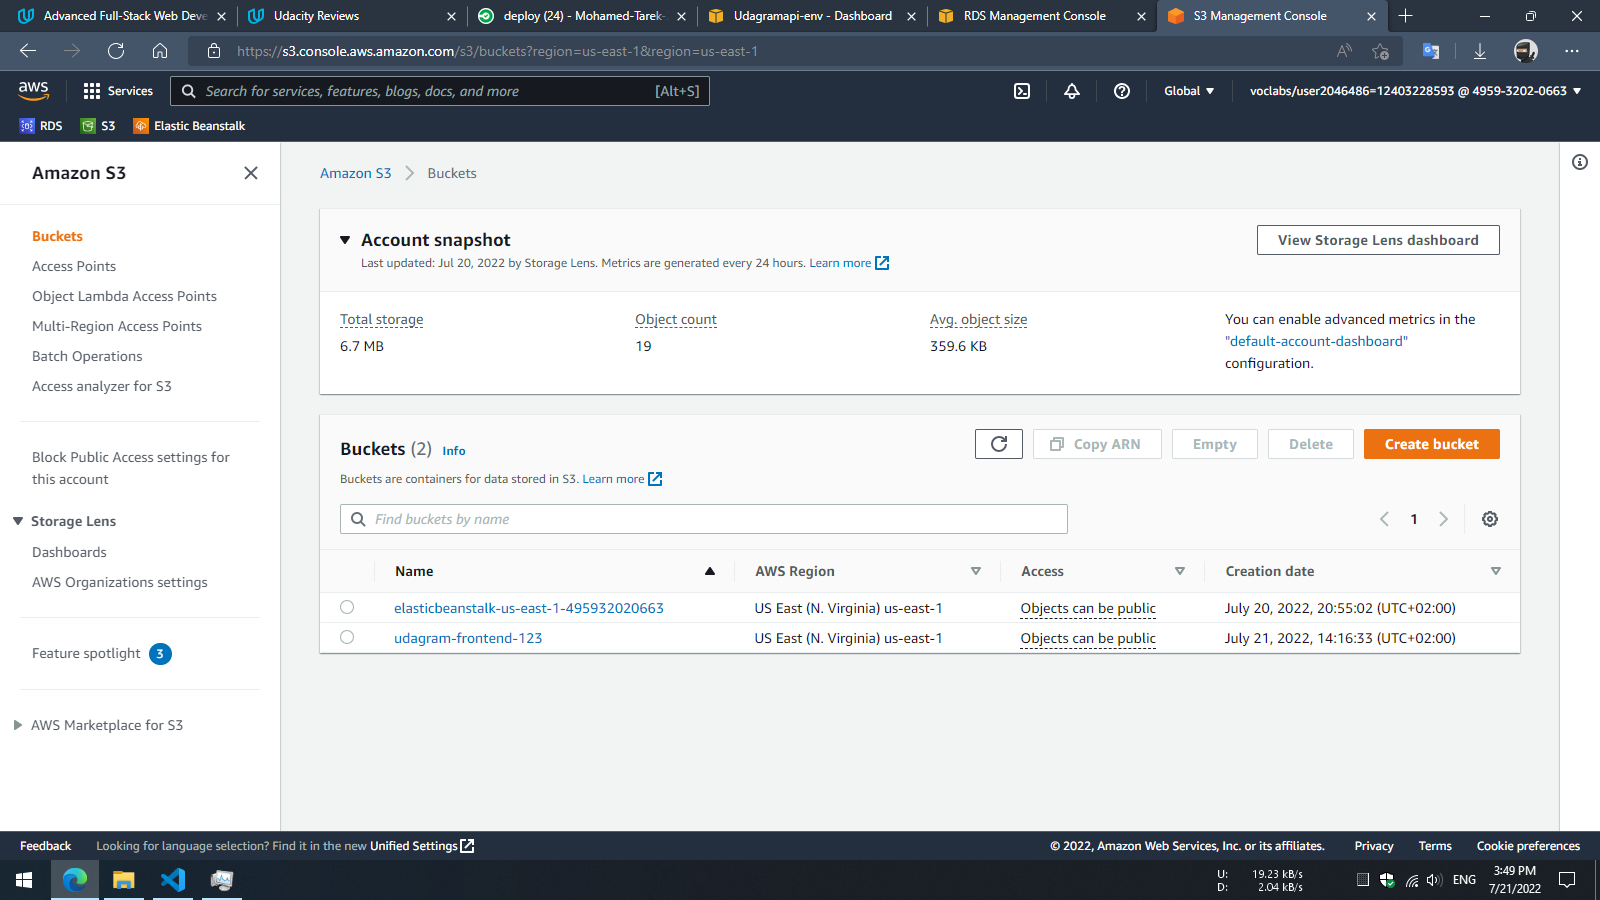 Advanced Full-Stack Web Deve
Udacity Reviews
deploy (24) - Mohamed-Tarek-
Udagramapi-env - Dashboard
RDS Management Console
S3 Management Console
https://s3.console.aws.amazon.com/s3/buckets?region=us-east-1&region=us-east-1
aws
Services
Search for services, features, blogs, docs, and more
[Alt+S]
Global
voclabs/user2046486=12403228593 @ 4959-3202-0663
RDS
S3
Elastic Beanstalk
Amazon S3
Buckets
Access Points
Object Lambda Access Points
Multi-Region Access Points
Batch Operations
Access analyzer for S3
Block Public Access settings for
this account
Storage Lens
Dashboards
AWS Organizations settings
Feature spotlight 3
AWS Marketplace for S3
Amazon S3
Buckets
Account snapshot
Last updated: Jul 20, 2022 by Storage Lens. Metrics are generated every 24 hours. Learn more
View Storage Lens dashboard
Total storage
6.7 MB
Object count
19
Avg. object size
359.6 KB
You can enable advanced metrics in the
"default-account-dashboard"
configuration.
Buckets (2) Info
Copy ARN
Empty
Delete
Create bucket
Buckets are containers for data stored in S3. Learn more
Find buckets by name
1
Name
AWS Region
Access
Creation date
elasticbeanstalk-us-east-1-495932020663
US East (N. Virginia) us-east-1
Objects can be public
July 20, 2022, 20:55:02 (UTC+02:00)
udagram-frontend-123
US East (N. Virginia) us-east-1
Objects can be public
July 21, 2022, 14:16:33 (UTC+02:00)
Feedback
Looking for language selection? Find it in the new Unified Settings
© 2022, Amazon Web Services, Inc. or its affiliates.
Privacy
Terms
Cookie preferences
U: 19.23 kB/s
D: 2.04 kB/s
ENG
3:49 PM
7/21/2022